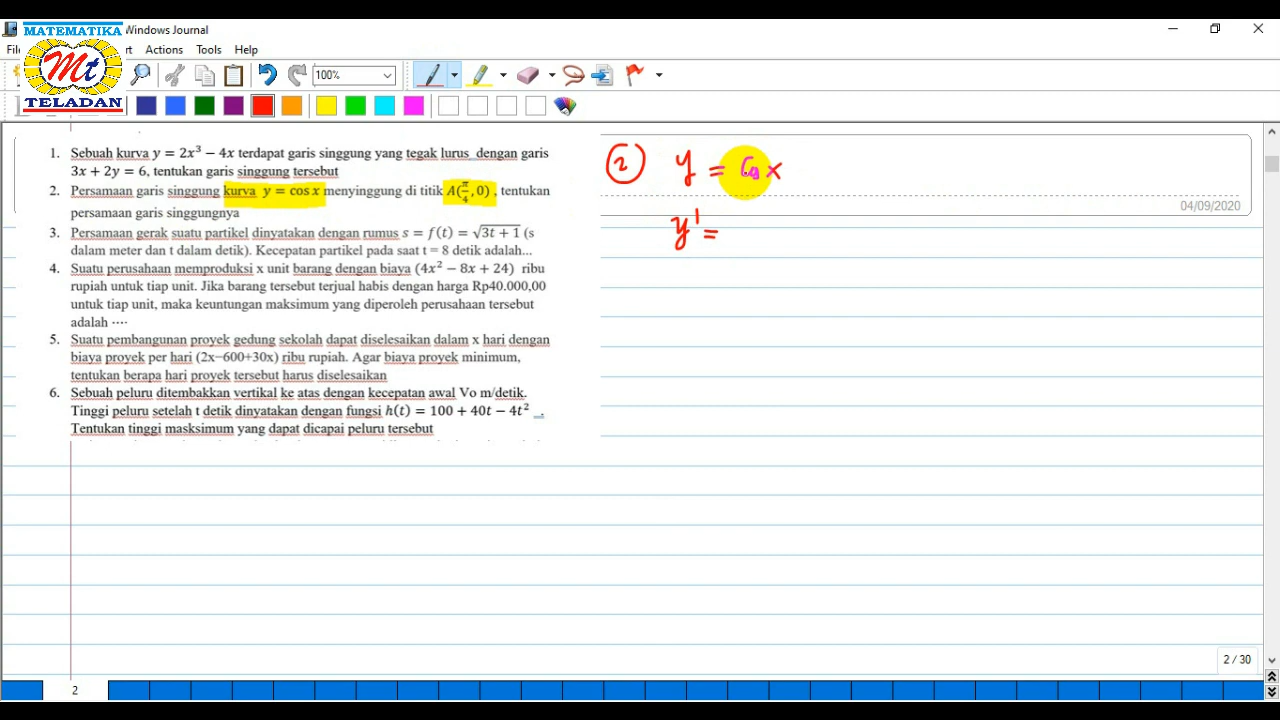 MATEMATIKA
Mt
TELADAN
Windows Journal
Actions Tools Help
100%
1. Sebuah kurva y = 2x³ − 4x terdapat garis singgung yang tegak lurus dengan garis
3x + 2y = 6, tentukan garis singgung tersebut
2. Persamaan garis singgung kurva y = cos x menyinggung di titik A(π/4, 0) , tentukan
persamaan garis singgungnya
3. Persamaan gerak suatu partikel dinyatakan dengan rumus s = f(t) = √3t + 1 (s
dalam meter dan t dalam detik). Kecepatan partikel pada saat t = 8 detik adalah...
4. Suatu perusahaan memproduksi x unit barang dengan biaya (4x² − 8x + 24) ribu
rupiah untuk tiap unit. Jika barang tersebut terjual habis dengan harga Rp40.000,00
untuk tiap unit, maka keuntungan maksimum yang diperoleh perusahaan tersebut
adalah ....
5. Suatu pembangunan proyek gedung sekolah dapat diselesaikan dalam x hari dengan
biaya proyek per hari (2x−600+30x) ribu rupiah. Agar biaya proyek minimum,
tentukan berapa hari proyek tersebut harus diselesaikan
6. Sebuah peluru ditembakkan vertikal ke atas dengan kecepatan awal Vo m/detik.
Tinggi peluru setelah t detik dinyatakan dengan fungsi h(t) = 100 + 40t − 4t² .
Tentukan tinggi masksimum yang dapat dicapai peluru tersebut
2 y = Cos x
y' =
04/09/2020
2 / 30
2